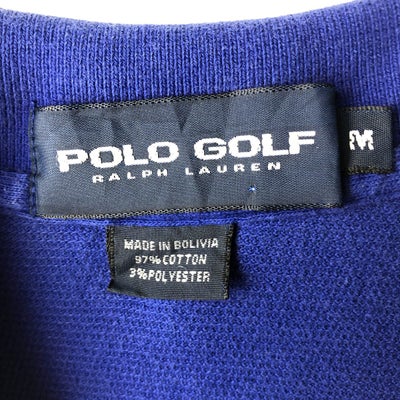 POLO GOLF
RALPH LAUREN
M
MADE IN BOLIVIA
97% COTTON
3% POLYESTER